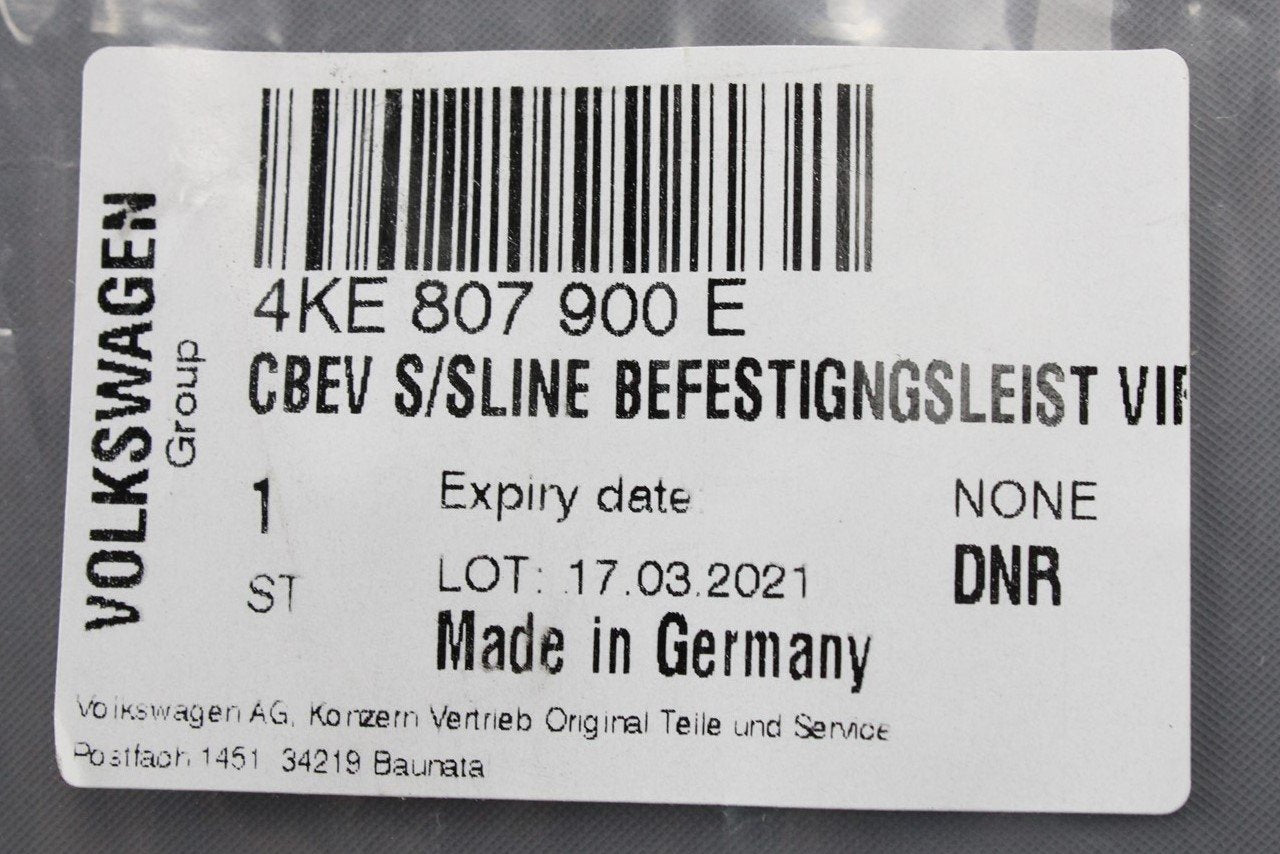 VOLKSWAGEN
Group
4KE 807 900 E
CBEV S/SLINE BEFESTIGNGSLEIST
1
Expiry date
NONE
ST
LOT: 17.03.2021
DNR
Made in Germany
Volkswagen AG, Konzern Vertrieb Original Teile und Service
Postfach 1451 34219 Baunata